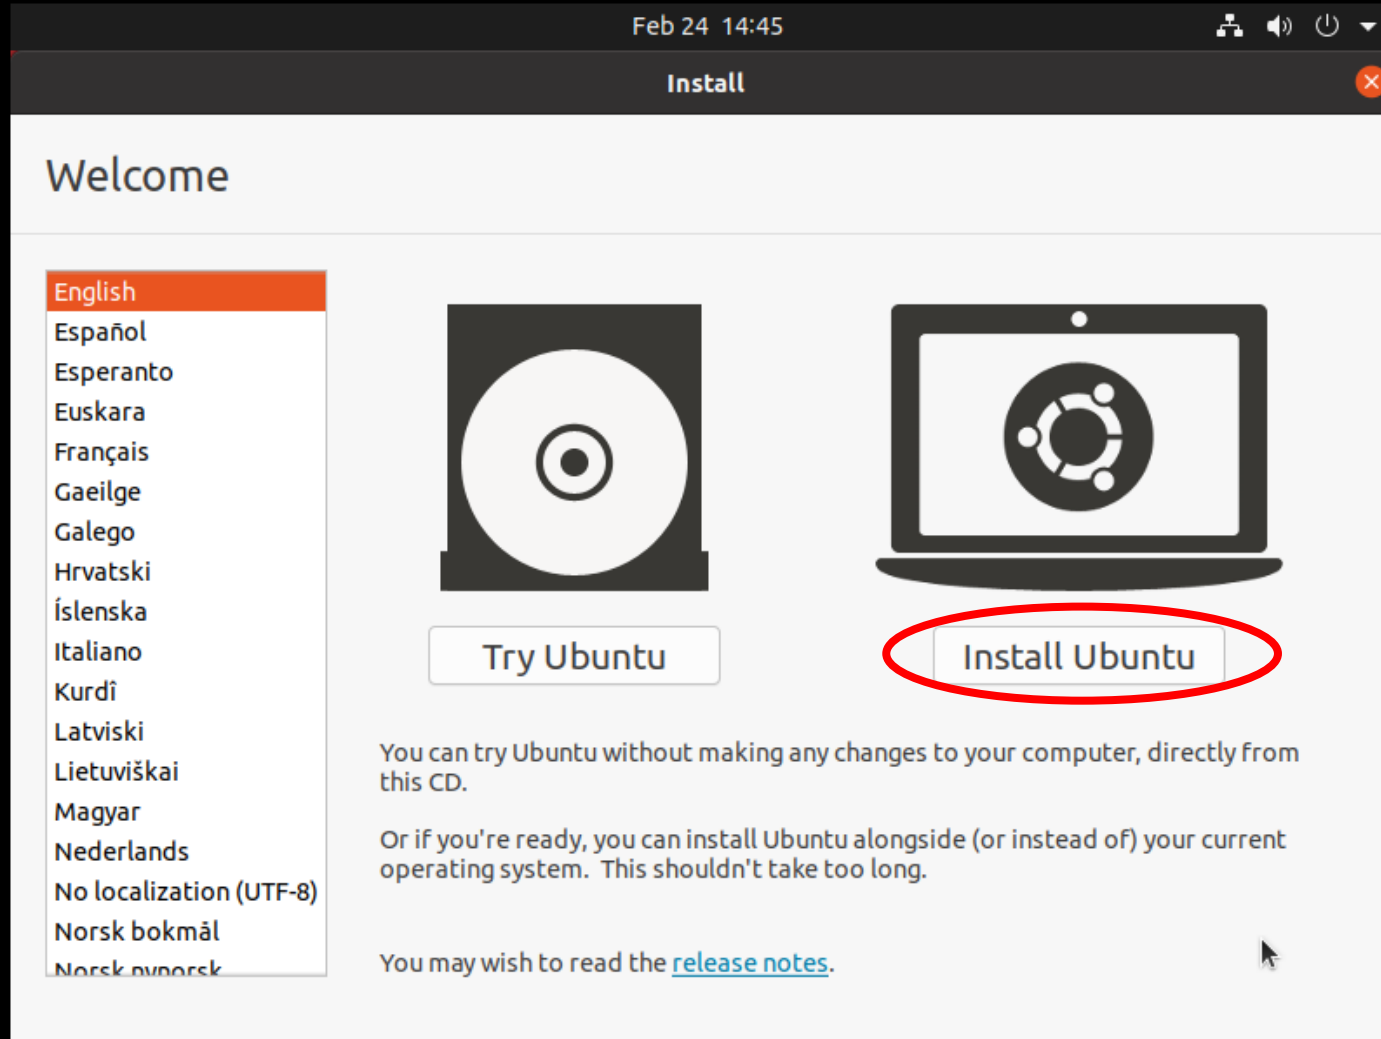 Feb 24  14:45
Install
Welcome
English
Español
Esperanto
Euskara
Français
Gaeilge
Galego
Hrvatski
Íslenska
Italiano
Kurdî
Latviski
Lietuviškai
Magyar
Nederlands
No localization (UTF-8)
Norsk bokmål
Norsk nynorsk
Try Ubuntu
Install Ubuntu
You can try Ubuntu without making any changes to your computer, directly from
this CD.
Or if you're ready, you can install Ubuntu alongside (or instead of) your current
operating system.  This shouldn't take too long.
You may wish to read the release notes.